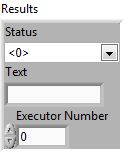 Results
Status
<0>
Text
Executor Number
0